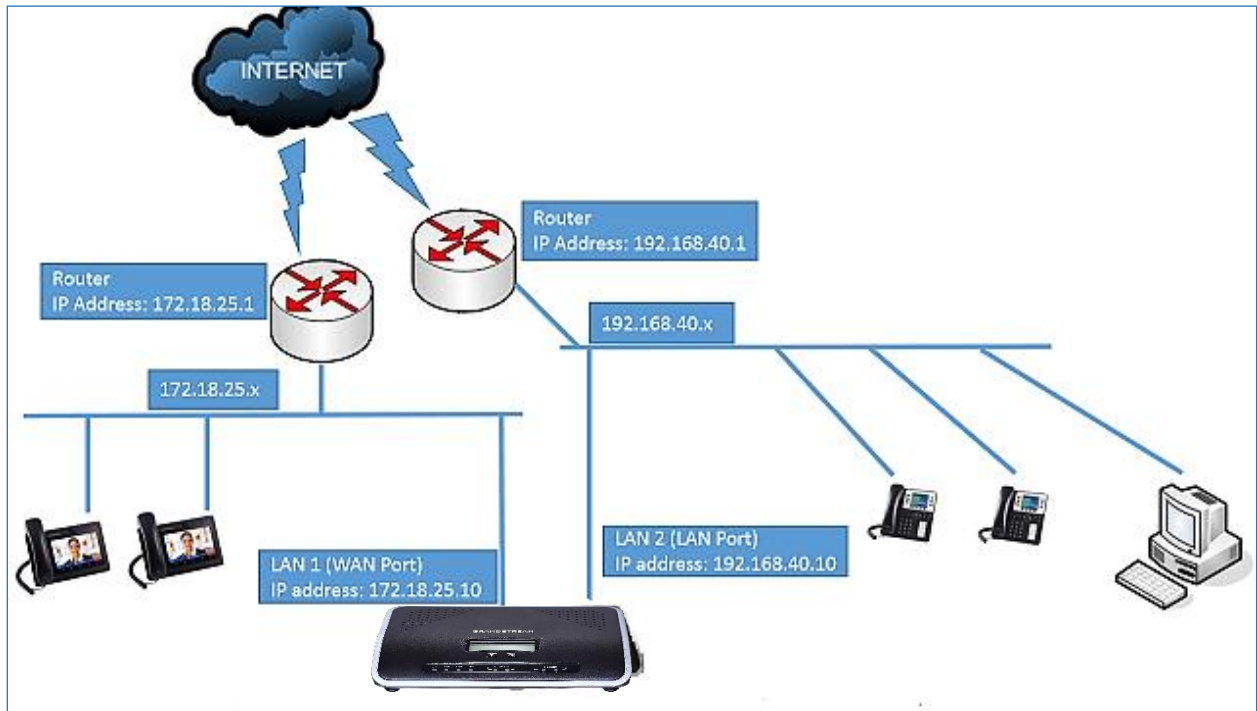 INTERNET
Router
IP Address: 192.168.40.1
Router
IP Address: 172.18.25.1
192.168.40.x
172.18.25.x
LAN 1 (WAN Port)
IP address: 172.18.25.10
LAN 2 (LAN Port)
IP address: 192.168.40.10
GRANDSTREAM